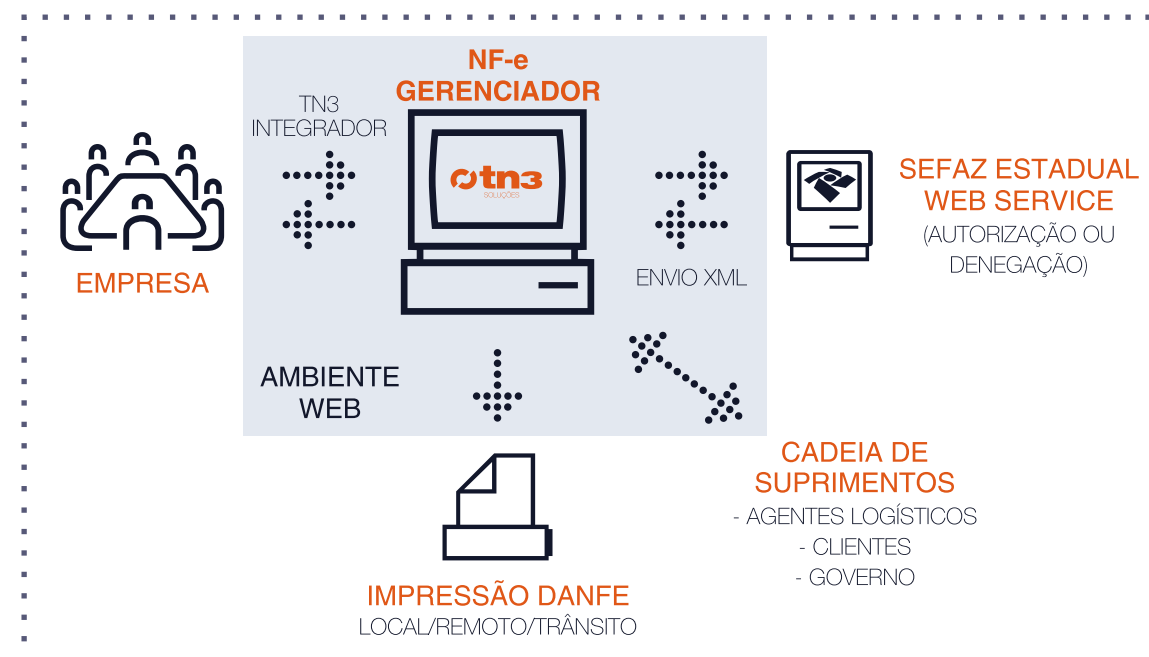 NF-e
GERENCIADOR
TN3
INTEGRADOR
tn3
SOLUÇÕES
SEFAZ ESTADUAL
WEB SERVICE
(AUTORIZAÇÃO OU
DENEGAÇÃO)
EMPRESA
ENVIO XML
AMBIENTE
WEB
CADEIA DE
SUPRIMENTOS
- AGENTES LOGÍSTICOS
- CLIENTES
- GOVERNO
IMPRESSÃO DANFE
LOCAL/REMOTO/TRÂNSITO